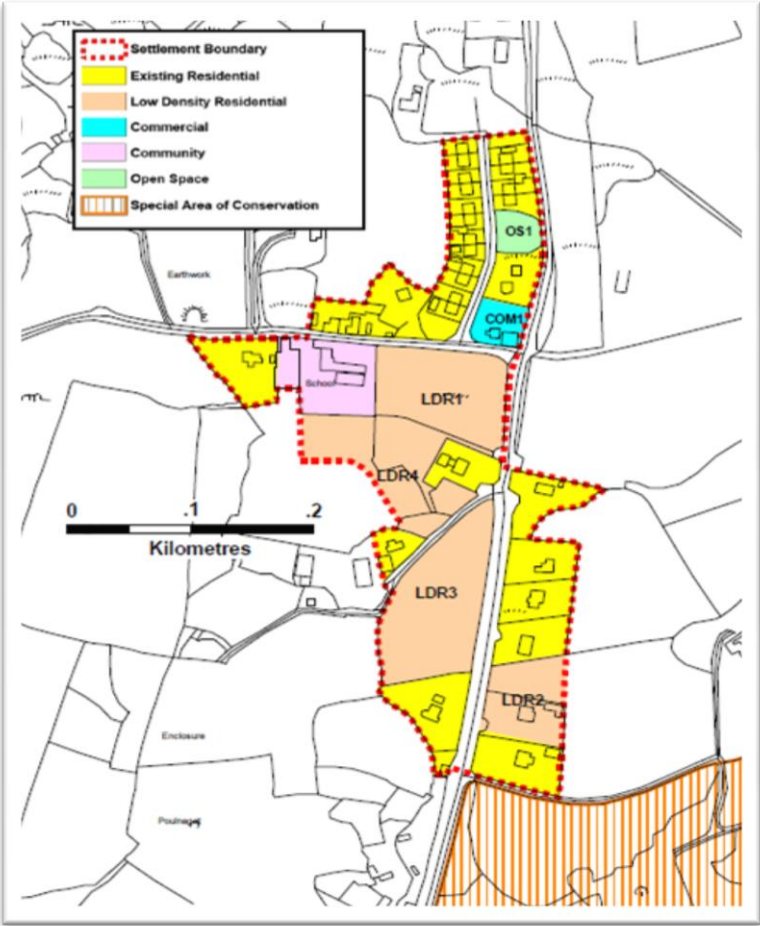 Settlement Boundary
Existing Residential
Low Density Residential
Commercial
Community
Open Space
Special Area of Conservation
OS1
Earthwork
COM1
School
LDR1
LDR4
0 .1 .2
Kilometres
LDR3
LDR2
Enclosure